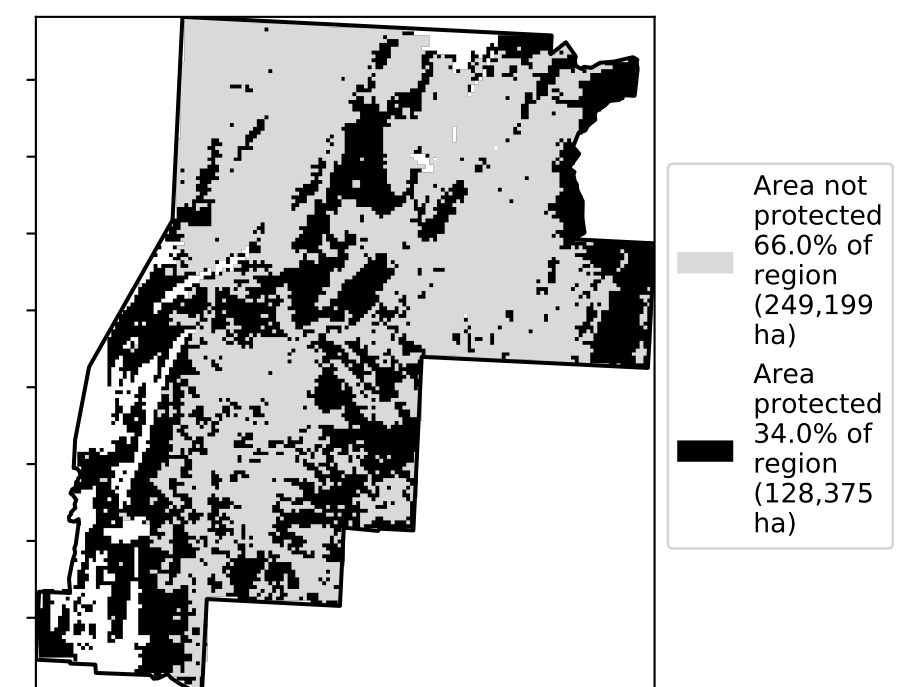 Area not
protected
66.0% of
region
(249,199
ha)
Area
protected
34.0% of
region
(128,375
ha)